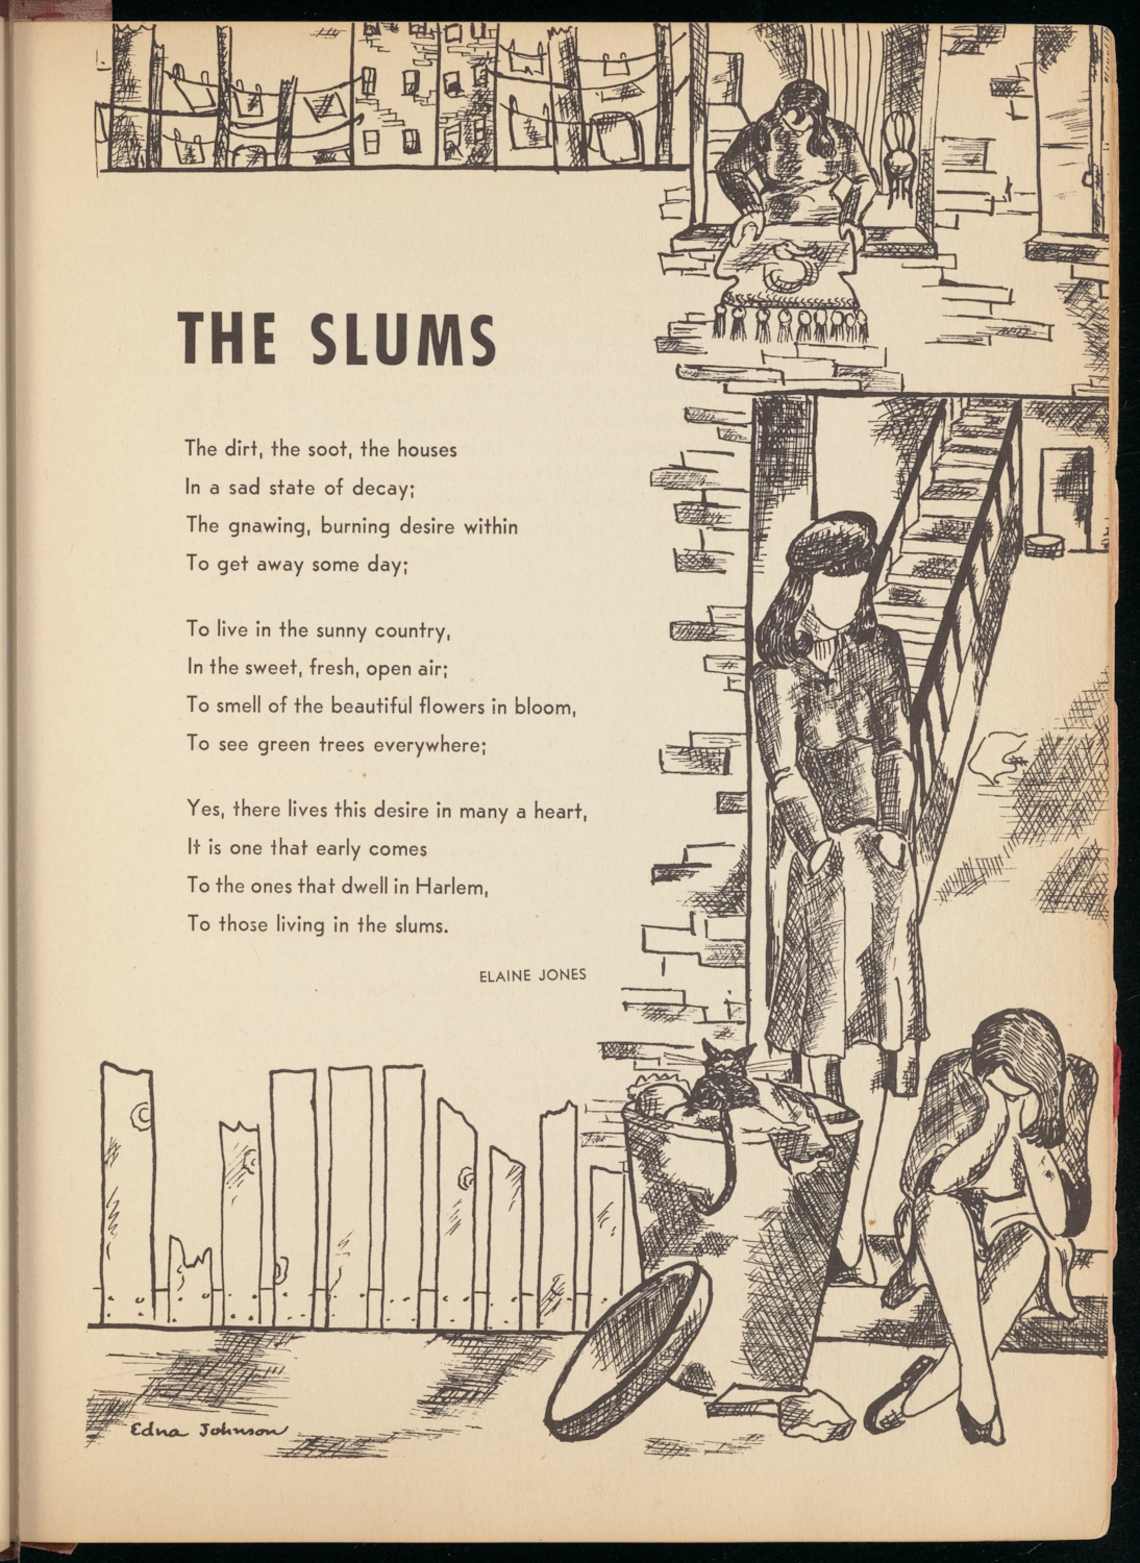 THE SLUMS
The dirt, the soot, the houses
In a sad state of decay;
The gnawing, burning desire within
To get away some day;
To live in the sunny country,
In the sweet, fresh, open air;
To smell of the beautiful flowers in bloom,
To see green trees everywhere;
Yes, there lives this desire in many a heart,
It is one that early comes
To the ones that dwell in Harlem,
To those living in the slums.
ELAINE JONES
Edna Johnson